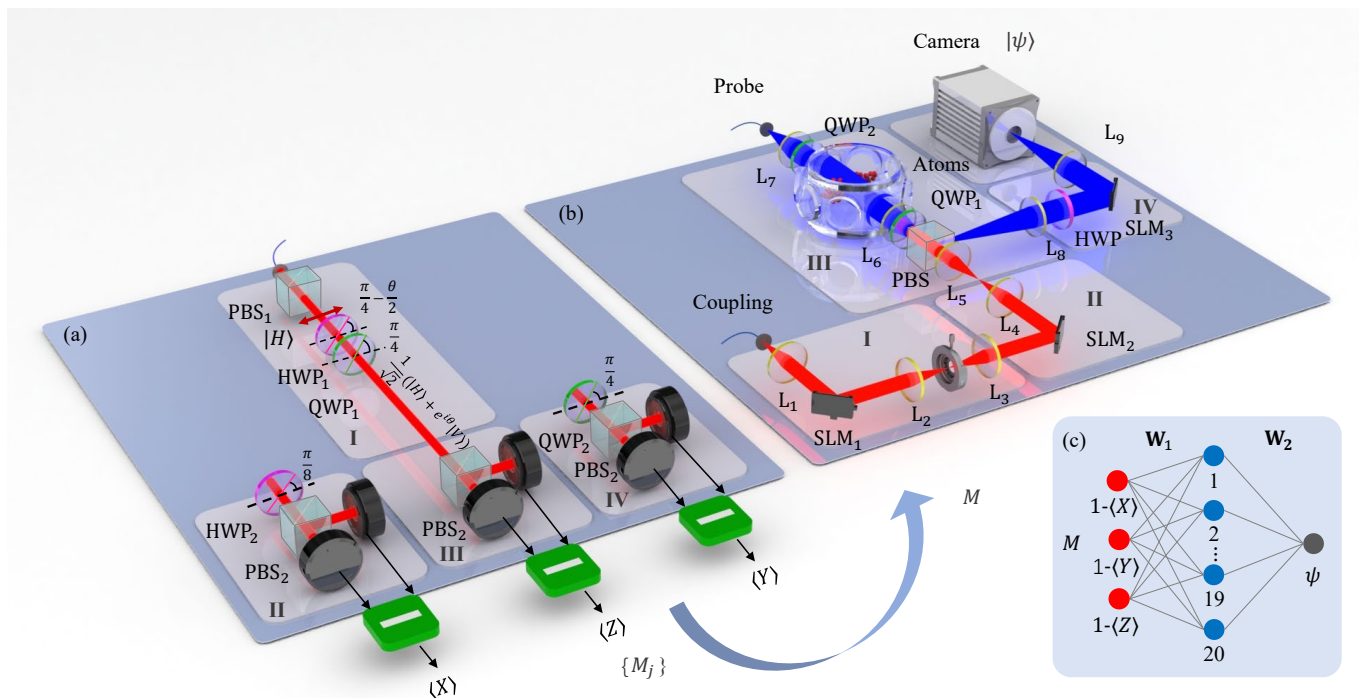 (a)
PBS₁
|H⟩
π/4 − θ/2
π/4
HWP₁
QWP₁
1/√2 (|H⟩ + e^{iθ}|V⟩)
I
π/8
HWP₂
PBS₂
II
PBS₂
III
π/4
QWP₂
PBS₂
IV
⟨X⟩
⟨Z⟩
⟨Y⟩
{M_j}
M
(b)
Camera |ψ⟩
Probe
QWP₂
L₉
L₇
Atoms
QWP₁
IV
SLM₃
HWP
L₈
III
L₆
PBS
L₅
Coupling
I
II
L₄
SLM₂
L₁
L₂
L₃
SLM₁
(c)
W₁
W₂
1
1-⟨X⟩
2
M
⋮
1-⟨Y⟩
ψ
19
1-⟨Z⟩
20